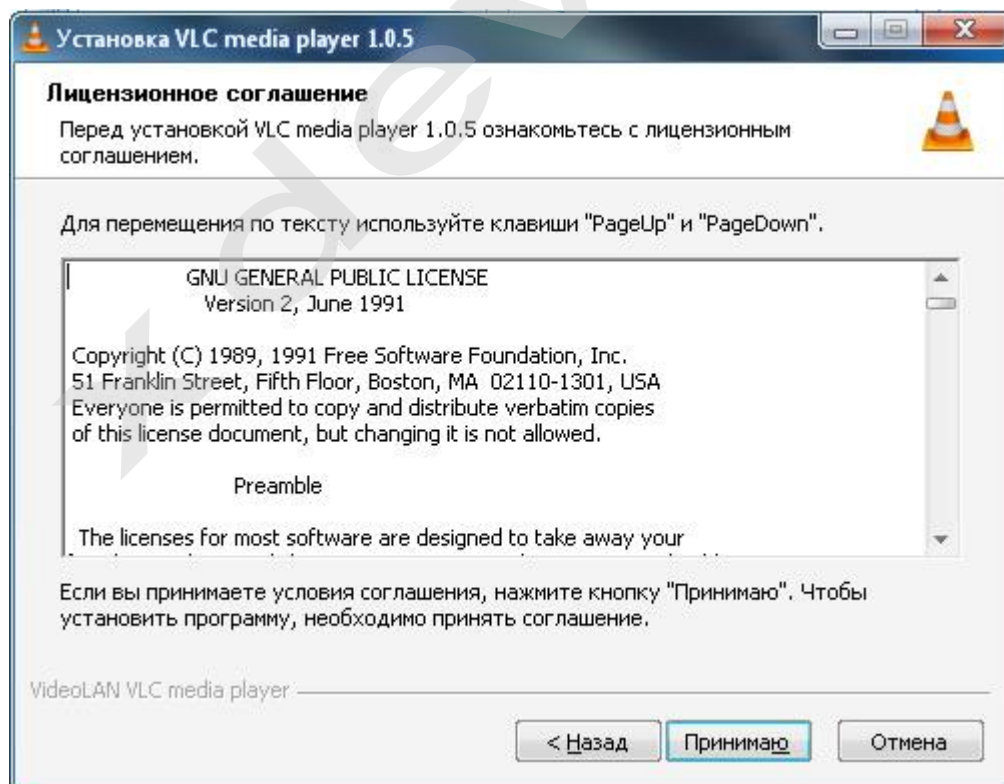 Установка VLC media player 1.0.5
Лицензионное соглашение
Перед установкой VLC media player 1.0.5 ознакомьтесь с лицензионным
соглашением.
Для перемещения по тексту используйте клавиши "PageUp" и "PageDown".
GNU GENERAL PUBLIC LICENSE
Version 2, June 1991
Copyright (C) 1989, 1991 Free Software Foundation, Inc.
51 Franklin Street, Fifth Floor, Boston, MA  02110-1301, USA
Everyone is permitted to copy and distribute verbatim copies
of this license document, but changing it is not allowed.
Preamble
The licenses for most software are designed to take away your
Если вы принимаете условия соглашения, нажмите кнопку "Принимаю". Чтобы
установить программу, необходимо принять соглашение.
VideoLAN VLC media player
< Назад
Принимаю
Отмена